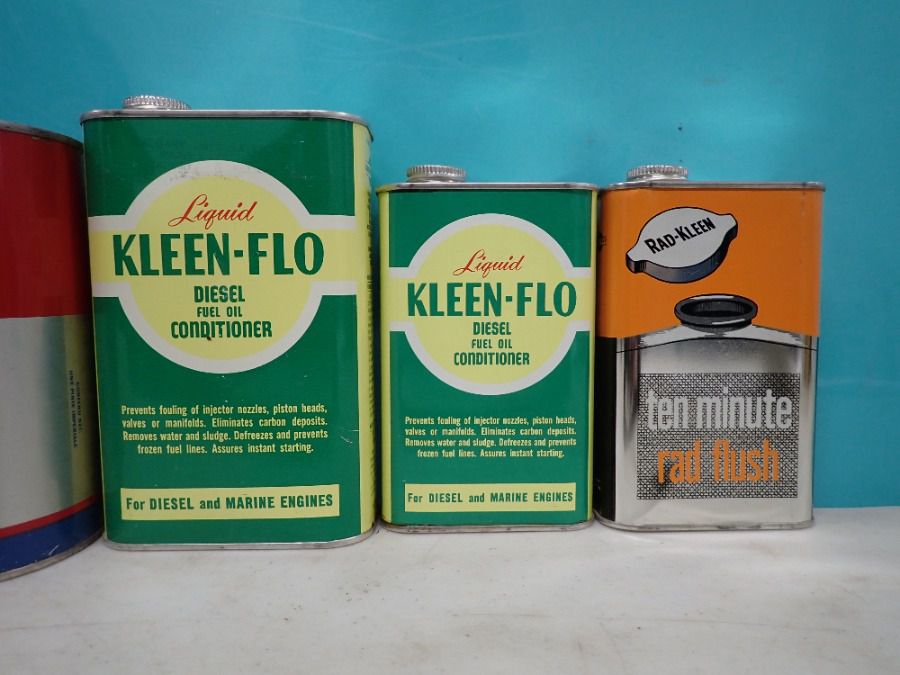 Liquid
KLEEN-FLO
DIESEL
FUEL OIL
CONDITIONER
Prevents fouling of injector nozzles, piston heads,
valves or manifolds. Eliminates carbon deposits.
Removes water and sludge. Defreezes and prevents
frozen fuel lines. Assures instant starting.
For DIESEL and MARINE ENGINES
Liquid
KLEEN-FLO
DIESEL
FUEL OIL
CONDITIONER
Prevents fouling of injector nozzles, piston heads,
valves or manifolds. Eliminates carbon deposits.
Removes water and sludge. Defreezes and prevents
frozen fuel lines. Assures instant starting.
For DIESEL and MARINE ENGINES
RAD-KLEEN
ten minute
rad flush